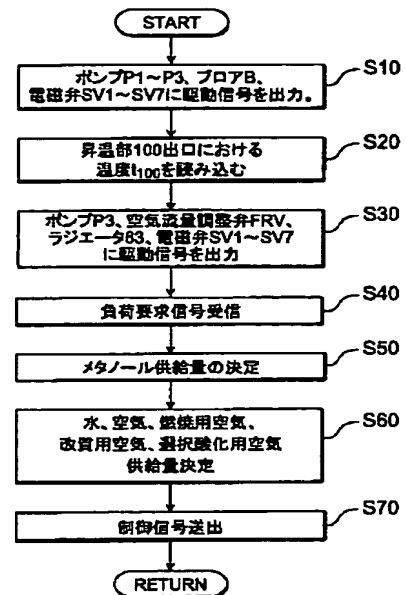 START
ポンプP1~P3、ブロアB、
電磁弁SV1~SV7に駆動信号を出力。
S10
昇温部100出口における
温度t100を読み込む
S20
ポンプP3、空気流量調整弁FRV、
ラジエータ63、電磁弁SV1~SV7
に駆動信号を出力
S30
負荷要求信号受信
S40
メタノール供給量の決定
S50
水、空気、燃焼用空気、
改質用空気、選択酸化用空気
供給量決定
S60
制御信号送出
S70
RETURN